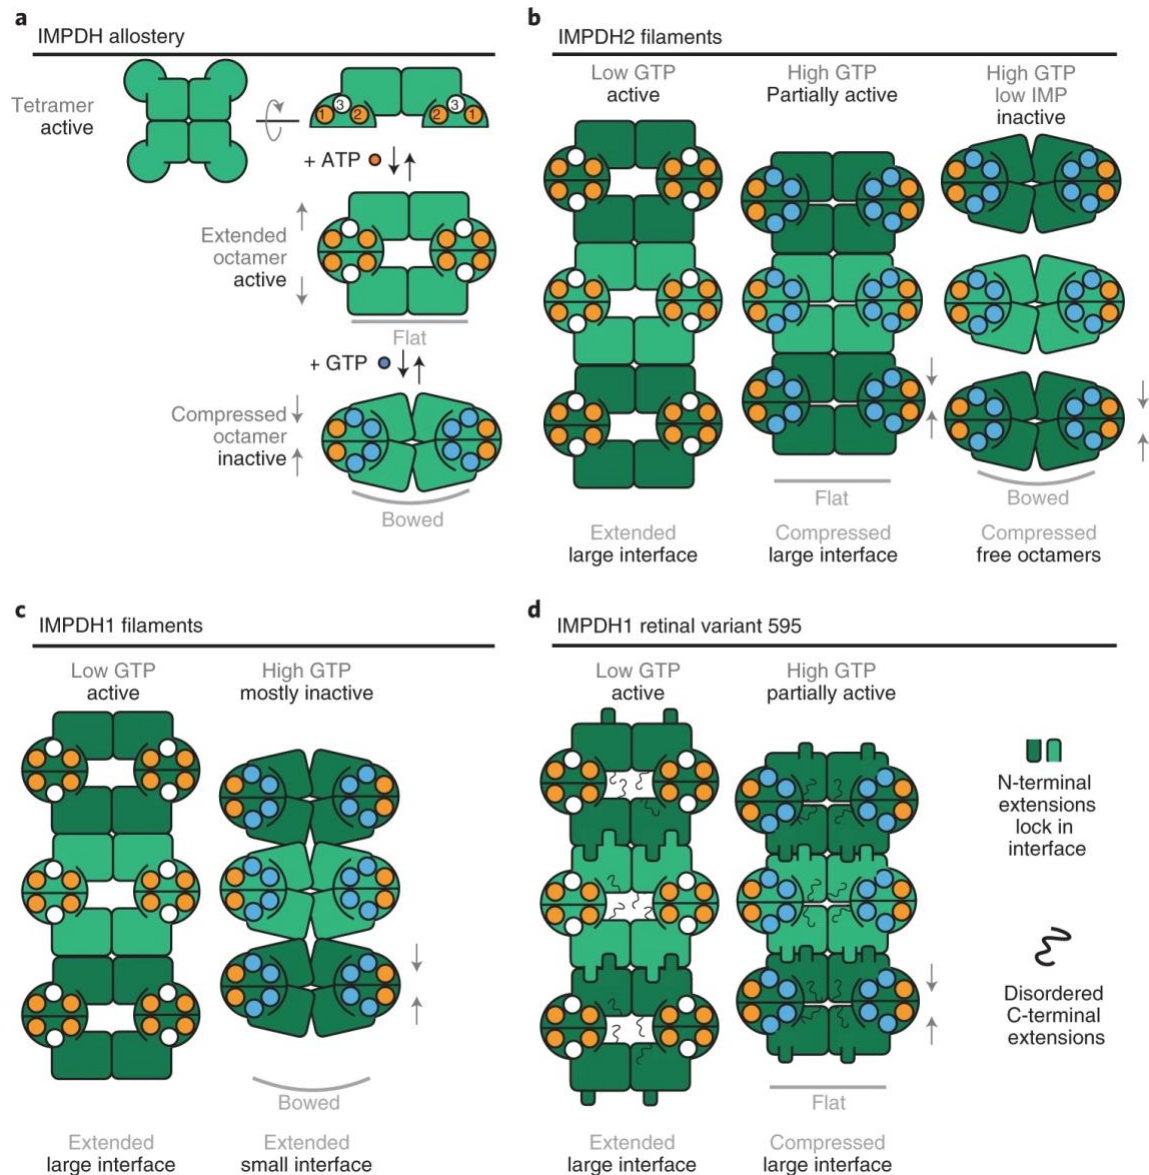 a
IMPDH allostery
Tetramer
active
1
3
2
2
3
1
+ ATP
Extended
octamer
active
Flat
+ GTP
Compressed
octamer
inactive
Bowed
b
IMPDH2 filaments
Low GTP
active
High GTP
Partially active
High GTP
low IMP
inactive
Flat
Bowed
Extended
large interface
Compressed
large interface
Compressed
free octamers
c
IMPDH1 filaments
Low GTP
active
High GTP
mostly inactive
Bowed
Extended
large interface
Extended
small interface
d
IMPDH1 retinal variant 595
Low GTP
active
High GTP
partially active
N-terminal
extensions
lock in
interface
Disordered
C-terminal
extensions
Flat
Extended
large interface
Compressed
large interface